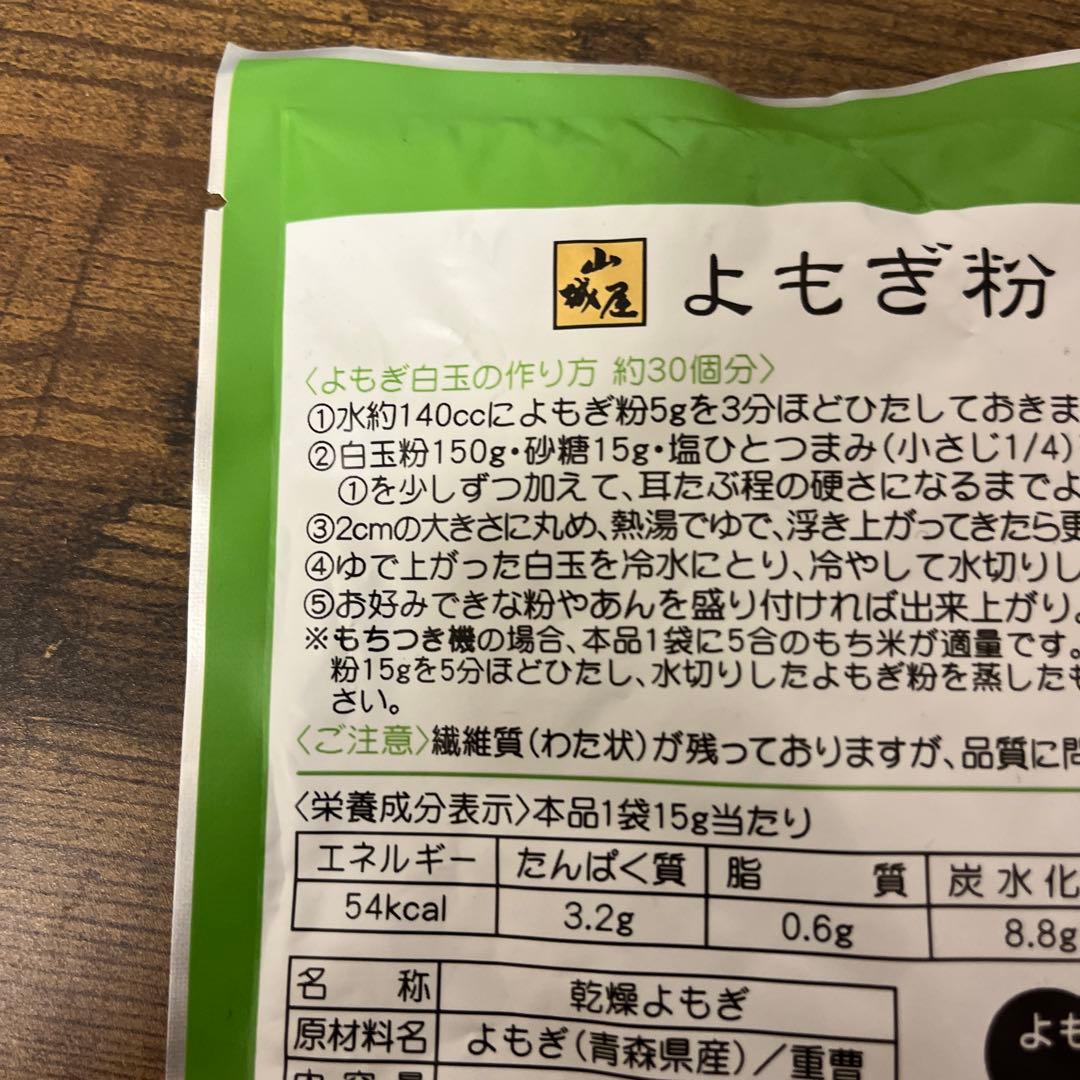 山城屋
よもぎ粉
〈よもぎ白玉の作り方 約30個分〉
①水約140ccによもぎ粉5gを3分ほどひたしておきま
②白玉粉150g・砂糖15g・塩ひとつまみ(小さじ1/4)
①を少しずつ加えて、耳たぶ程の硬さになるまでよ
③2cmの大きさに丸め、熱湯でゆで、浮き上がってきたら更
④ゆで上がった白玉を冷水にとり、冷やして水切りし
⑤お好みできな粉やあんを盛り付ければ出来上がり。
※もちつき機の場合、本品1袋に5合のもち米が適量です。
粉15gを5分ほどひたし、水切りしたよもぎ粉を蒸したも
さい。
〈ご注意〉繊維質(わた状)が残っておりますが、品質に問
〈栄養成分表示〉本品1袋15g当たり
エネルギー たんぱく質 脂質 炭水化
54kcal 3.2g 0.6g 8.8g
名称 乾燥よもぎ
原材料名 よもぎ(青森県産)/重曹
内容量
よも